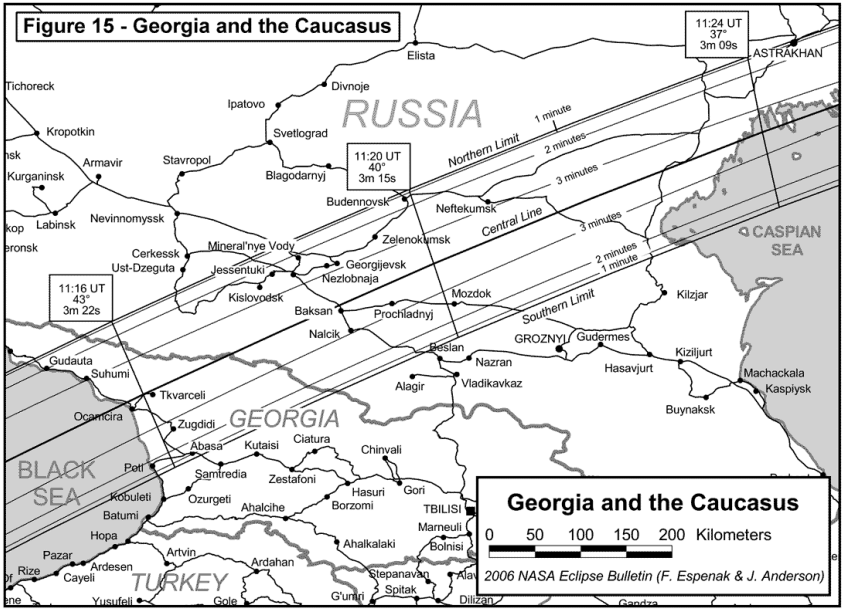 Figure 15 - Georgia and the Caucasus
11:24 UT
37°
3m 09s
ASTRAKHAN
Elista
Tichoreck
Divnoje
Ipatovo
RUSSIA
1 minute
Kropotkin
Svetlograd
Northern Limit
2 minutes
nsk
Armavir
Stavropol
11:20 UT
40°
3m 15s
Kurganinsk
Blagodarnyj
3 minutes
Budennovsk
Neftekumsk
Labinsk
Nevinnomyssk
Central Line
3 minutes
kop
eronsk
Zelenokumsk
CASPIAN
SEA
Mineral'nye Vody
Cerkessk
2 minutes
Ust-Dzeguta
Jessentuki
Georgijevsk
1 minute
Nezlobnaja
11:16 UT
43°
3m 22s
Kislovodsk
Mozdok
Kilzjar
Baksan
Prochladnyj
Southern Limit
Nalcik
GROZNYI
Gudermes
Beslan
Gudauta
Nazran
Kiziljurt
Suhumi
Hasavjurt
Machackala
Alagir
Vladikavkaz
Kaspiysk
Tkvarceli
Buynaksk
Ocamcira
GEORGIA
Zugdidi
Abasa
Kutaisi
Ciatura
Chinvali
BLACK
SEA
Poti
Samtredia
Zestafoni
Kobuleti
Ozurgeti
Hasuri
Gori
Georgia and the Caucasus
Batumi
Ahalcihe
Borzomi
TBILISI
0 50 100 150 200 Kilometers
Hopa
Marneuli
Ahalkalaki
Bolnisi
Pazar
Artvin
Rize
Ardesen
Ardahan
Of
Cayeli
TURKEY
Stepanavan
Alav
2006 NASA Eclipse Bulletin (F. Espenak & J. Anderson)
ene
Yusufeli
Gole
G'umri
Spitak
Dilizan
Gandza